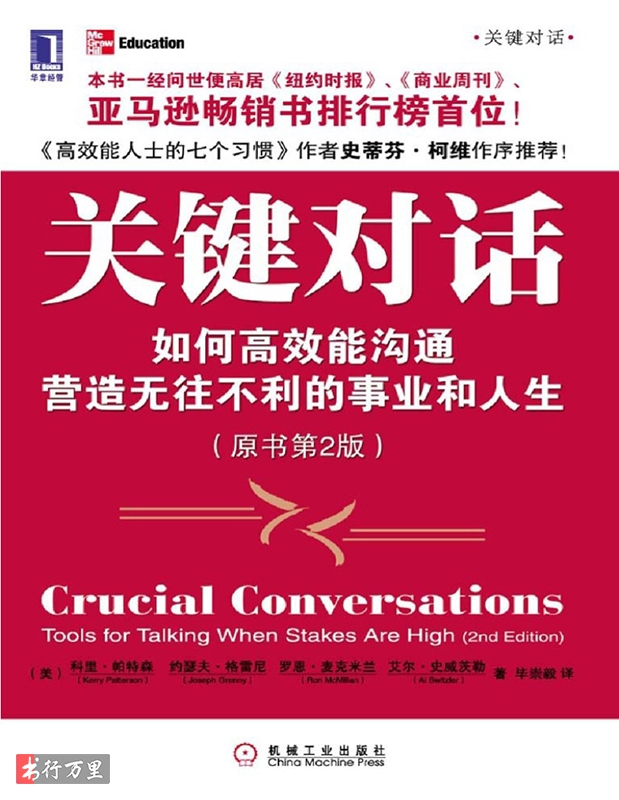 HZ Books
华章经管
Mc
Graw
Hill
Education
·关键对话·
本书一经问世便高居《纽约时报》、《商业周刊》、
亚马逊畅销书排行榜首位！
《高效能人士的七个习惯》作者史蒂芬·柯维作序推荐！
关键对话
如何高效能沟通
营造无往不利的事业和人生
（原书第2版）
Crucial Conversations
Tools for Talking When Stakes Are High (2nd Edition)
（美） 科里·帕特森 约瑟夫·格雷尼 罗恩·麦克米兰 艾尔·史威茨勒 著 毕崇毅 译
(Kerry Patterson) (Joseph Grenny) (Ron McMillan) (Al Switzler)
机械工业出版社
China Machine Press
书行万里